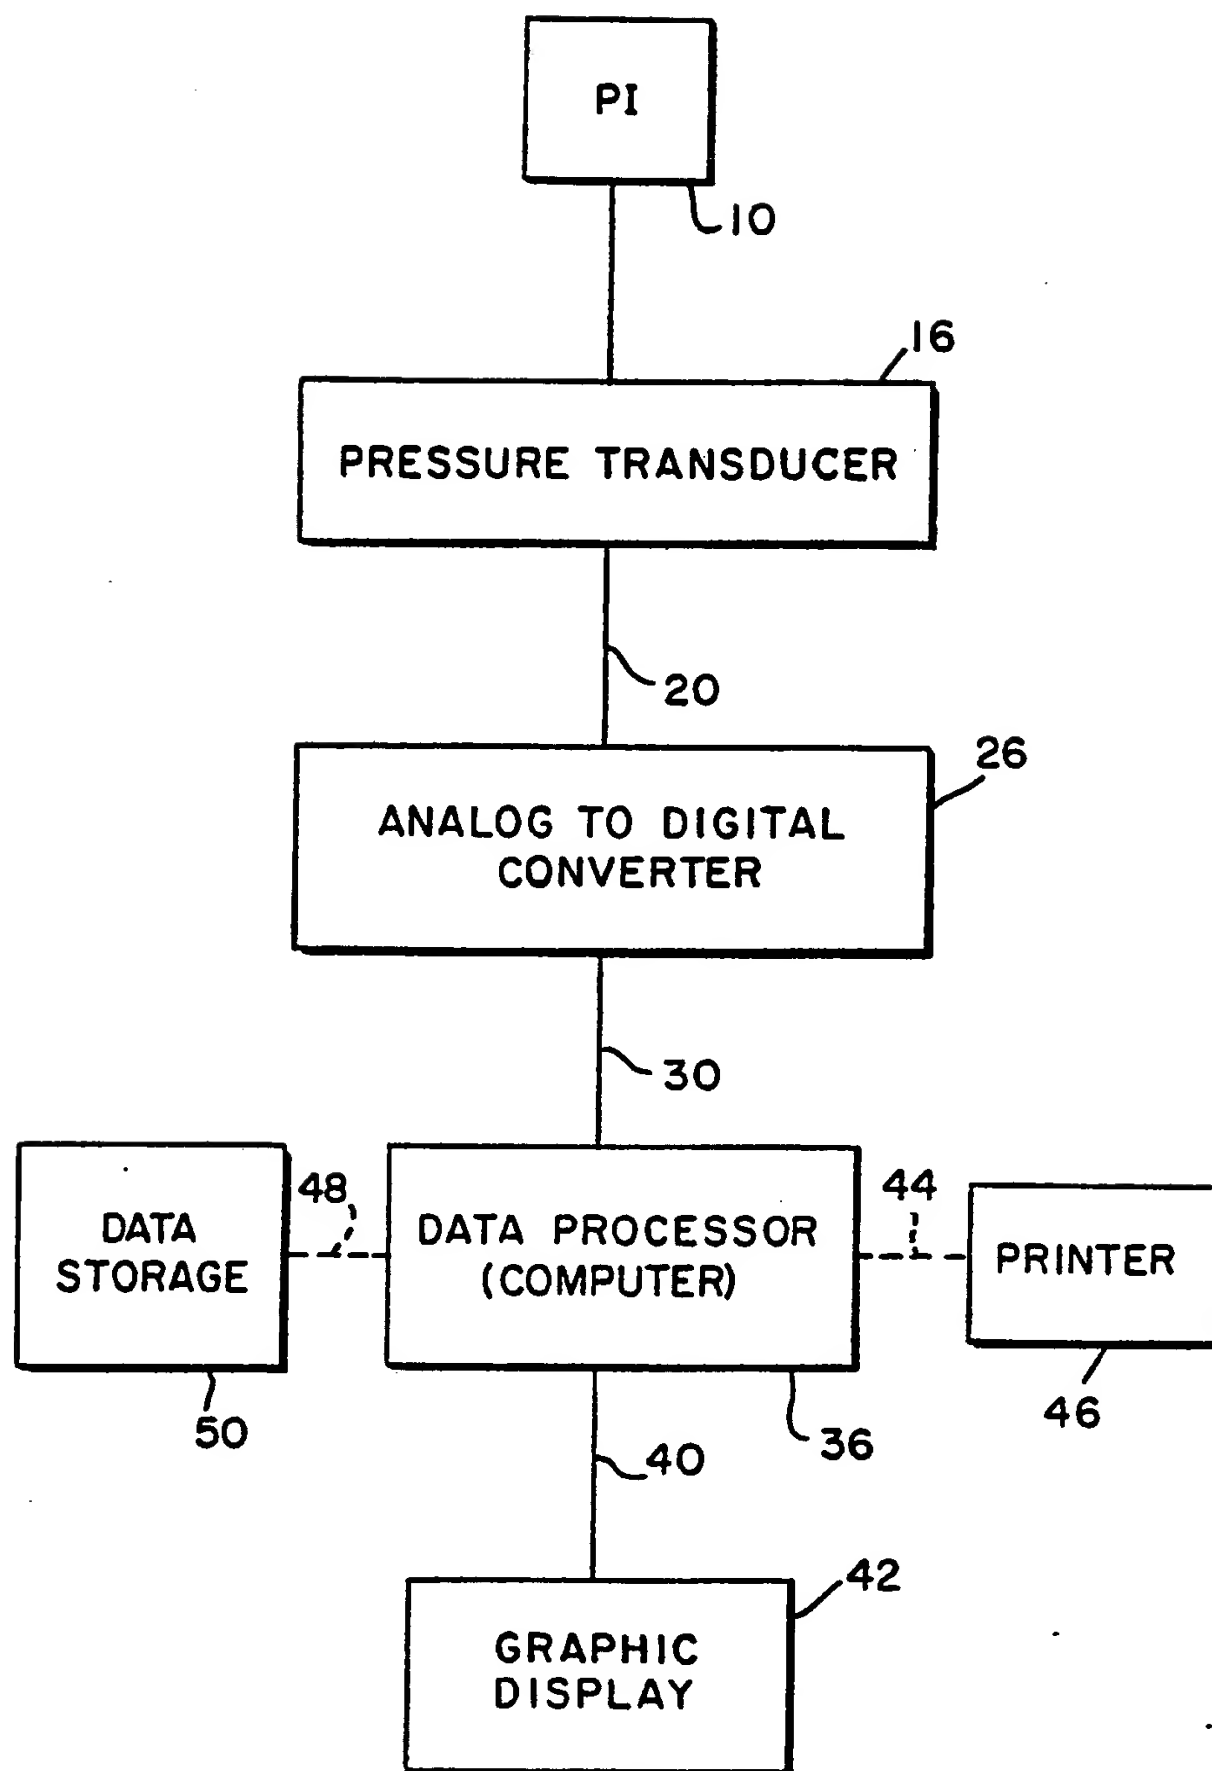 PI
10
16
PRESSURE TRANSDUCER
20
26
ANALOG TO DIGITAL
CONVERTER
30
48
44
DATA
STORAGE
DATA PROCESSOR
(COMPUTER)
PRINTER
50
36
46
40
42
GRAPHIC
DISPLAY